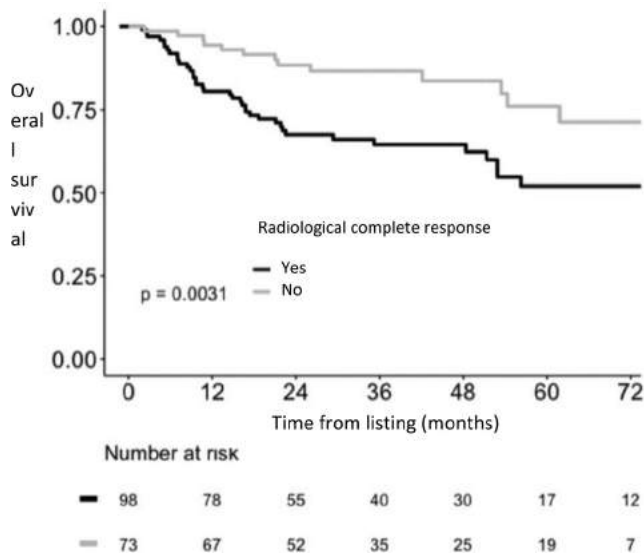 1.00
0.75
0.50
0.25
0.00
Ov
eral
l
sur
viv
al
Radiological complete response
Yes
No
p = 0.0031
0 12 24 36 48 60 72
Time from listing (months)
Number at risk
98 78 55 40 30 17 12
73 67 52 35 25 19 7